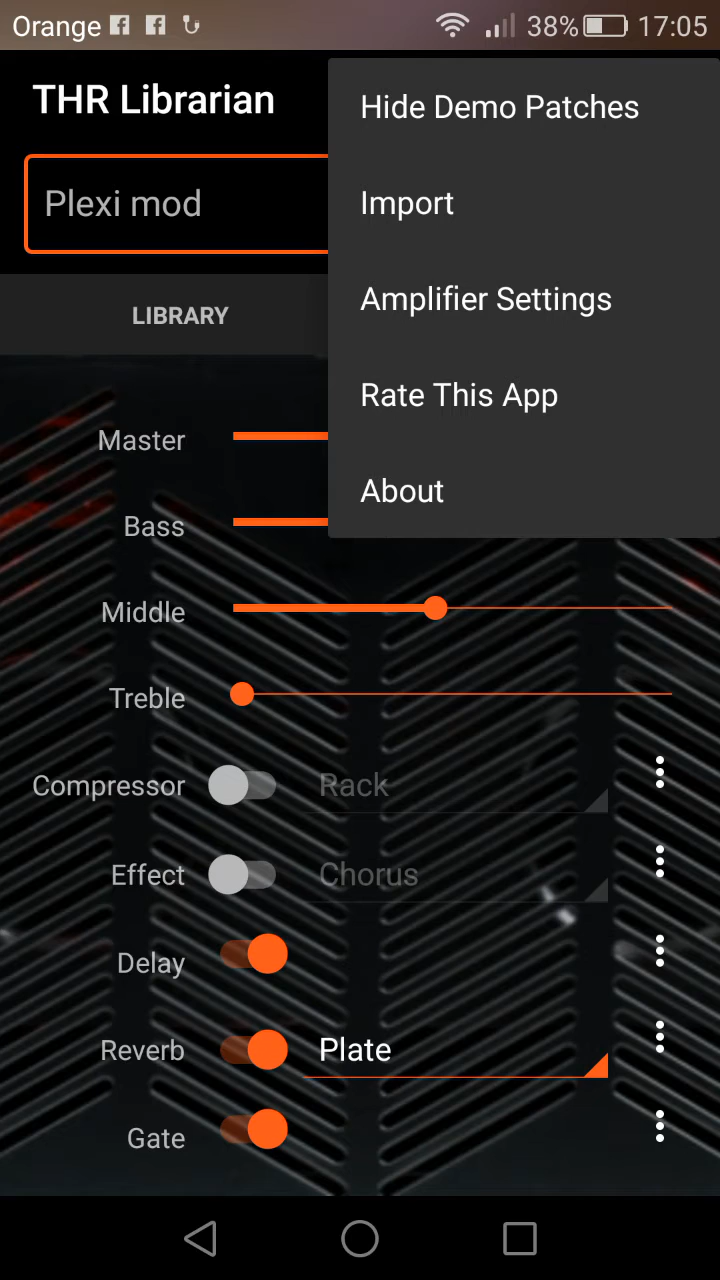 Orange 38% 17:05
THR Librarian
Hide Demo Patches
Plexi mod
Import
LIBRARY
Amplifier Settings
Rate This App
About
Master
Bass
Middle
Treble
Compressor Rack
Effect Chorus
Delay
Reverb Plate
Gate